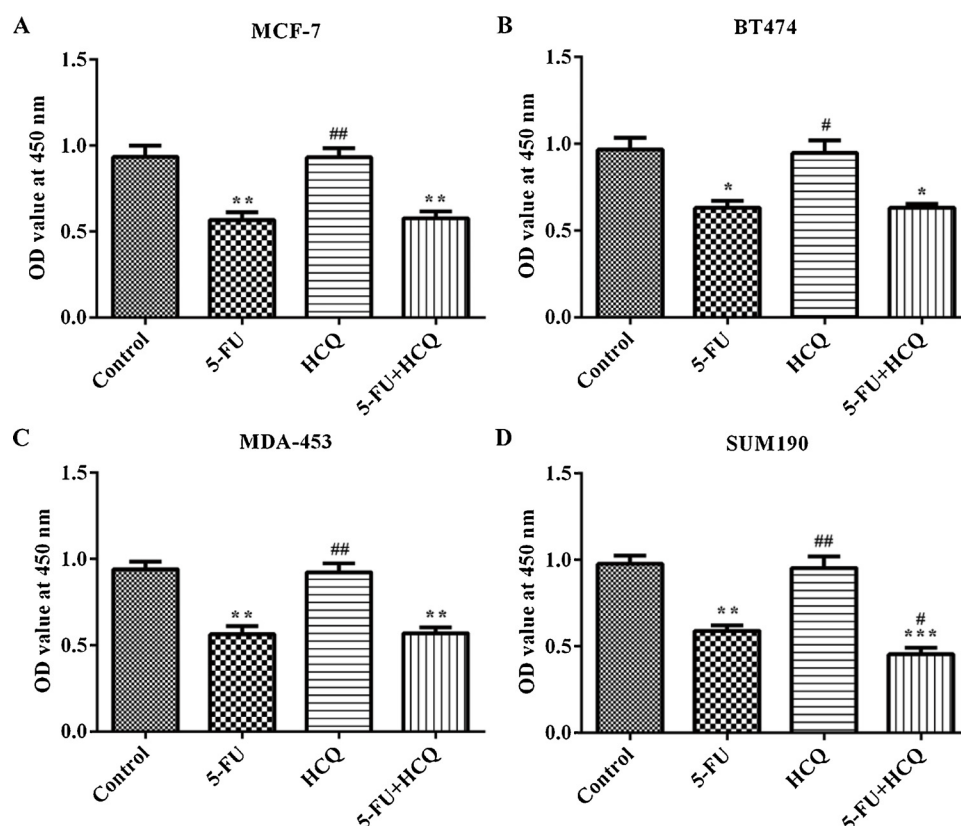 A
MCF-7
OD value at 450 nm
1.5
1.0
0.5
0.0
**
##
**
Control
5-FU
HCQ
5-FU+HCQ
B
BT474
OD value at 450 nm
1.5
1.0
0.5
0.0
*
#
*
Control
5-FU
HCQ
5-FU+HCQ
C
MDA-453
OD value at 450 nm
1.5
1.0
0.5
0.0
**
##
**
Control
5-FU
HCQ
5-FU+HCQ
D
SUM190
OD value at 450 nm
1.5
1.0
0.5
0.0
**
##
#
***
Control
5-FU
HCQ
5-FU+HCQ